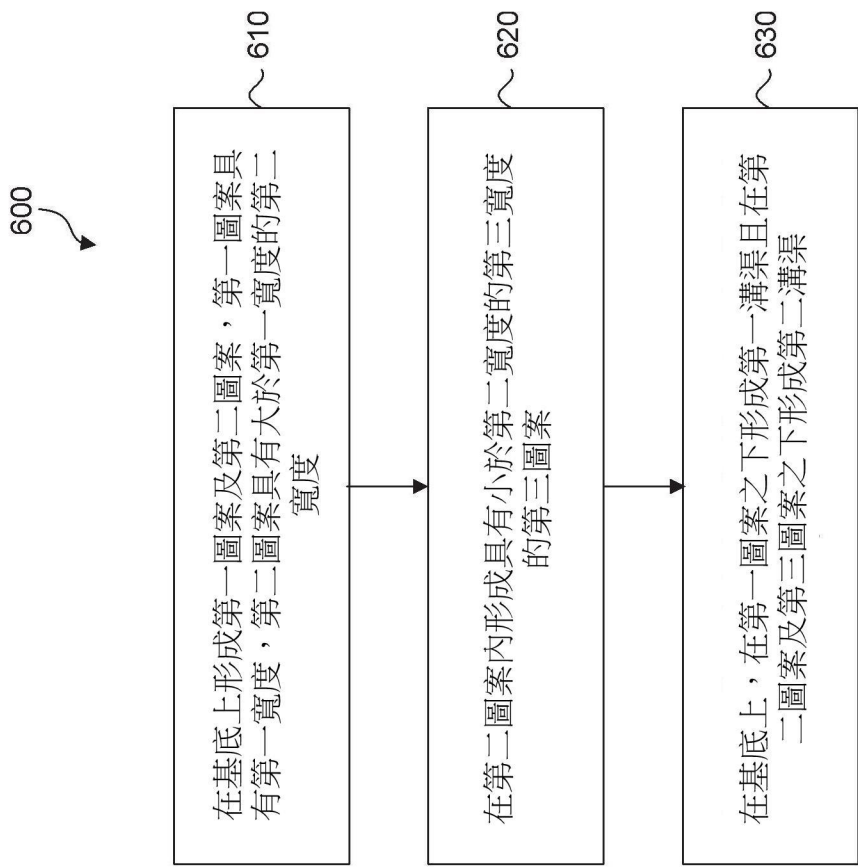 600
610
在基底上形成第一圖案及第二圖案，第一圖案具
有第一寬度，第二圖案具有大於第一寬度的第二
寬度
620
在第二圖案內形成具有小於第二寬度的第三寬度
的第三圖案
630
在基底上，在第一圖案之下形成第一溝渠且在第
二圖案及第三圖案之下形成第二溝渠